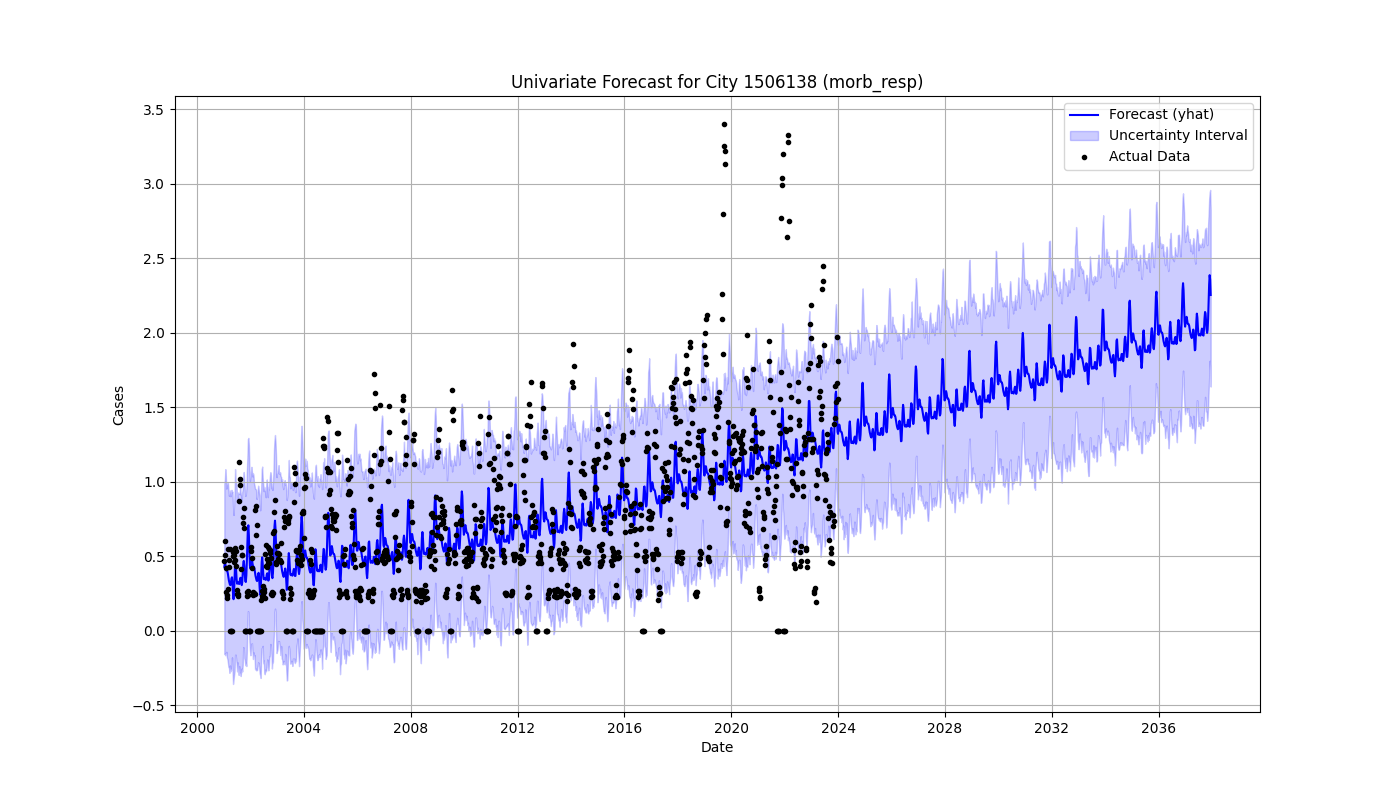 Univariate Forecast for City 1506138 (morb_resp)
Forecast (yhat)
Uncertainty Interval
Actual Data
Cases
3.5
3.0
2.5
2.0
1.5
1.0
0.5
0.0
−0.5
2000 2004 2008 2012 2016 2020 2024 2028 2032 2036
Date